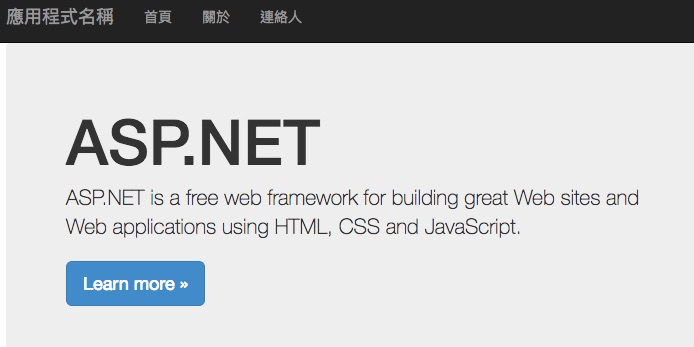 應用程式名稱 首頁 關於 連絡人
ASP.NET
ASP.NET is a free web framework for building great Web sites and
Web applications using HTML, CSS and JavaScript.
Learn more »